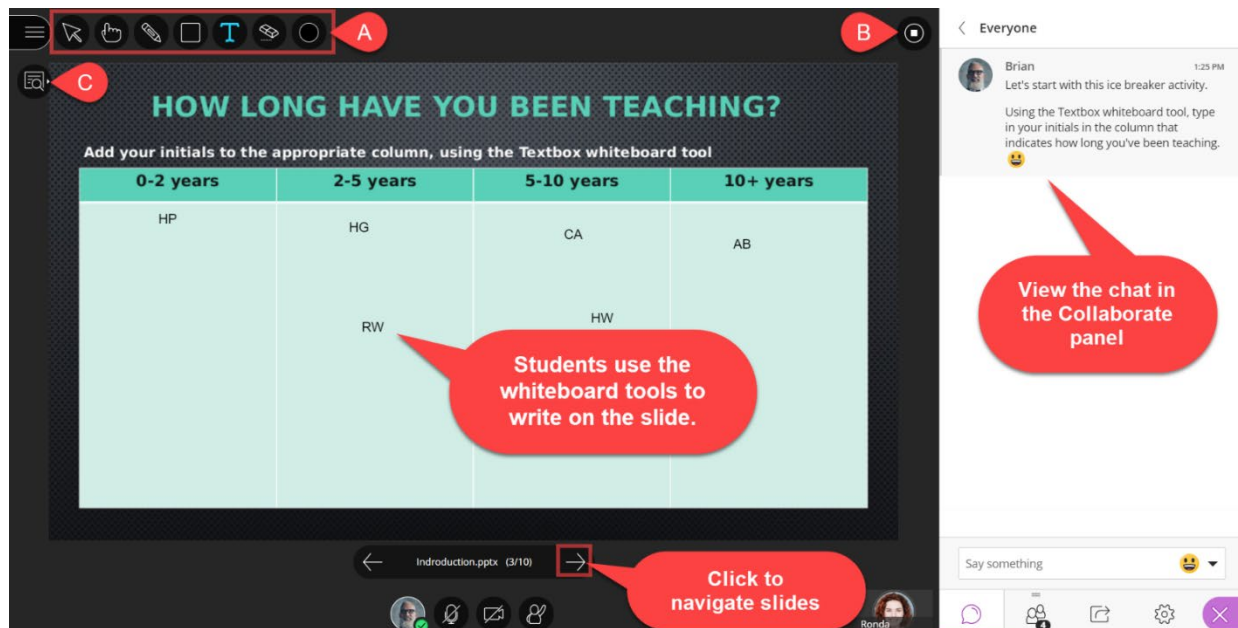 T
A
B
C
HOW LONG HAVE YOU BEEN TEACHING?
Add your initials to the appropriate column, using the Textbox whiteboard tool
0-2 years
2-5 years
5-10 years
10+ years
HP
HG
CA
AB
RW
HW
Students use the
whiteboard tools to
write on the slide.
Indroduction.pptx (3/10)
Click to
navigate slides
Ronda
Everyone
Brian
1:25 PM
Let's start with this ice breaker activity.
Using the Textbox whiteboard tool, type
in your initials in the column that
indicates how long you've been teaching.
View the chat in
the Collaborate
panel
Say something
4